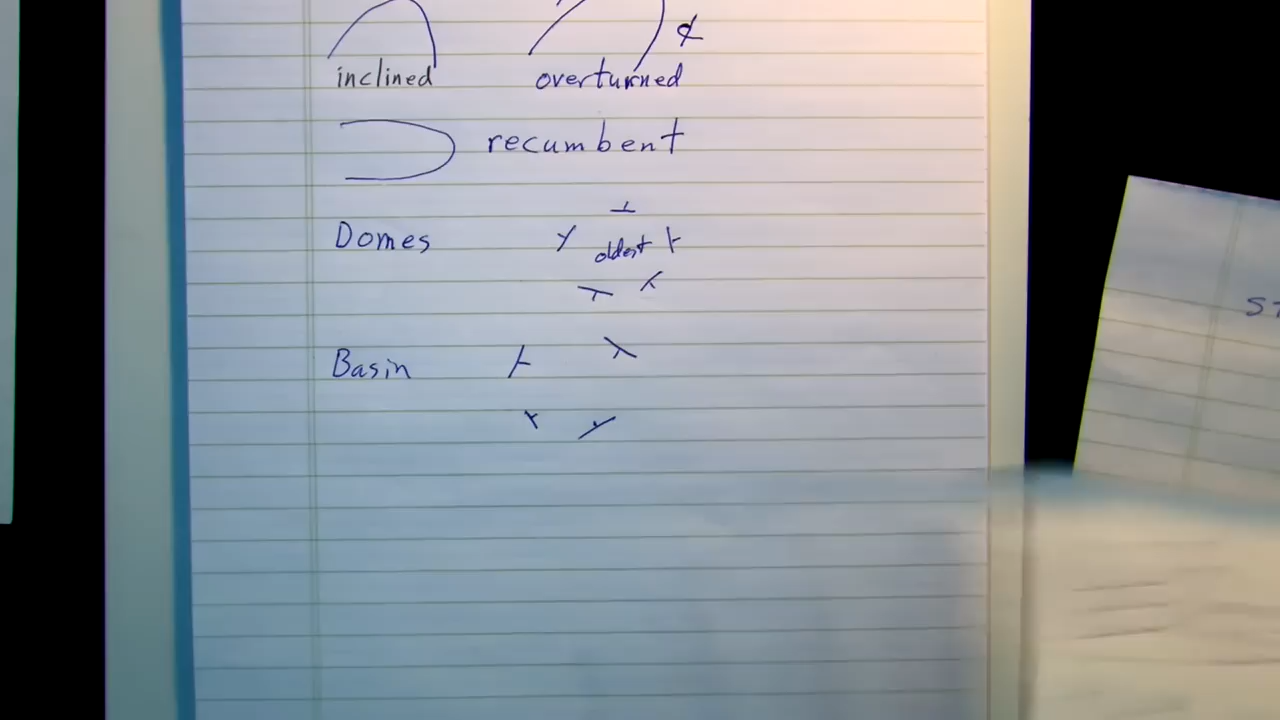 inclined overturned
recumbent
Domes oldest
Basin